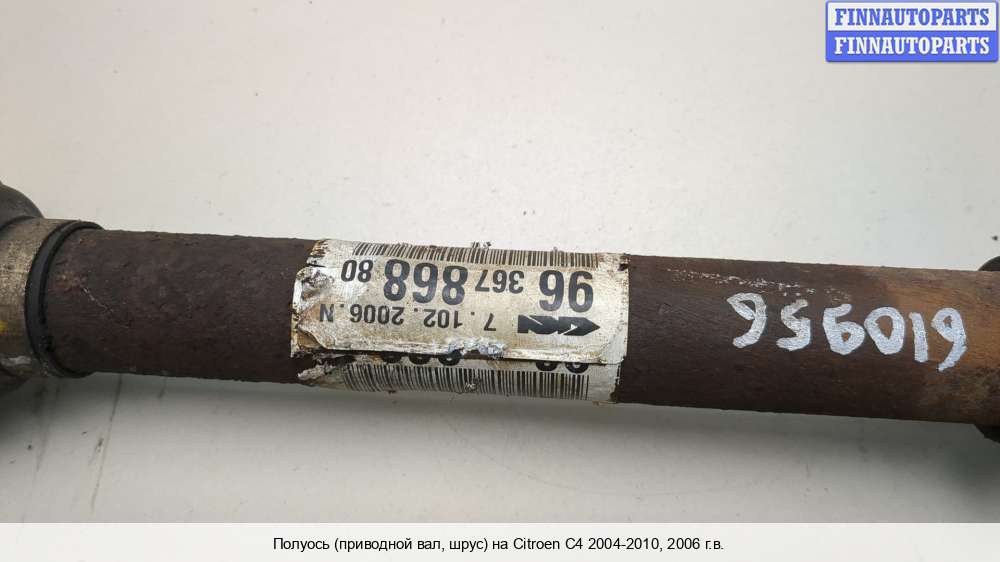 FINNAUTOPARTS
FINNAUTOPARTS
GKN 7.102.2006.N
96 367 868 80
Полуось (приводной вал, шрус) на Citroen C4 2004-2010, 2006 г.в.